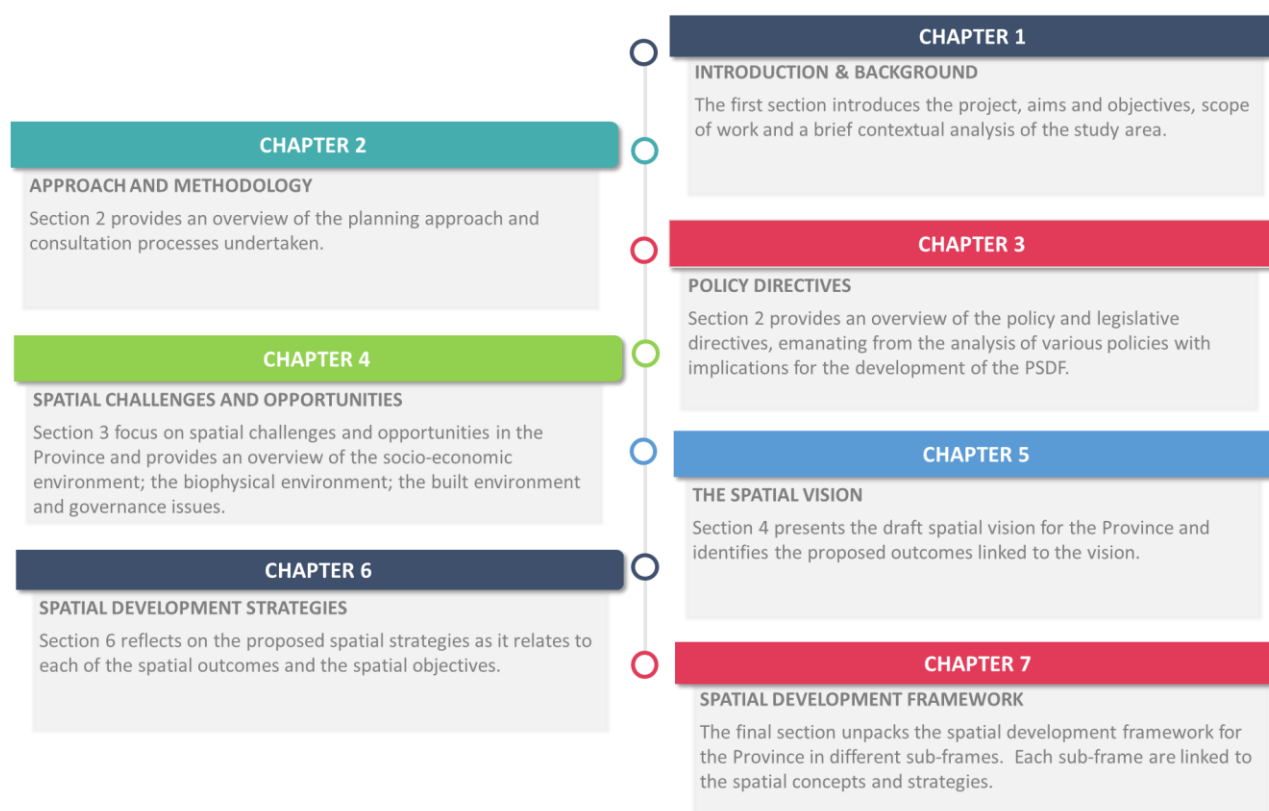 CHAPTER 1
INTRODUCTION & BACKGROUND
The first section introduces the project, aims and objectives, scope
of work and a brief contextual analysis of the study area.
CHAPTER 2
APPROACH AND METHODOLOGY
Section 2 provides an overview of the planning approach and
consultation processes undertaken.
CHAPTER 3
POLICY DIRECTIVES
Section 2 provides an overview of the policy and legislative
directives, emanating from the analysis of various policies with
implications for the development of the PSDF.
CHAPTER 4
SPATIAL CHALLENGES AND OPPORTUNITIES
Section 3 focus on spatial challenges and opportunities in the
Province and provides an overview of the socio-economic
environment; the biophysical environment; the built environment
and governance issues.
CHAPTER 5
THE SPATIAL VISION
Section 4 presents the draft spatial vision for the Province and
identifies the proposed outcomes linked to the vision.
CHAPTER 6
SPATIAL DEVELOPMENT STRATEGIES
Section 6 reflects on the proposed spatial strategies as it relates to
each of the spatial outcomes and the spatial objectives.
CHAPTER 7
SPATIAL DEVELOPMENT FRAMEWORK
The final section unpacks the spatial development framework for
the Province in different sub-frames. Each sub-frame are linked to
the spatial concepts and strategies.